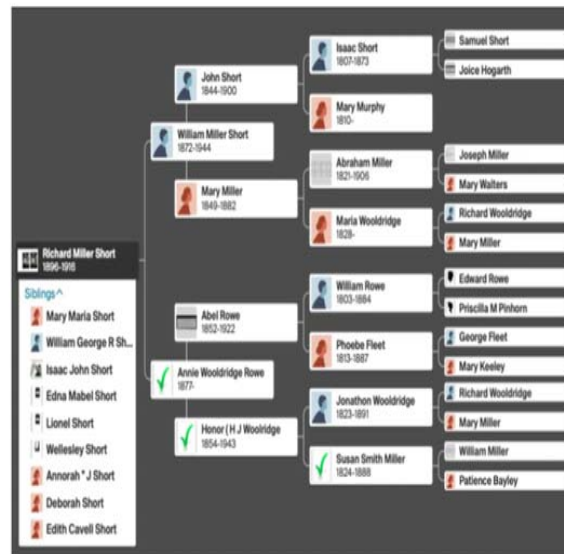 Richard Miller Short
1896-1916
Siblings ^
Mary Maria Short
William George R Sh...
Isaac John Short
Edna Mabel Short
Lionel Short
Wellesley Short
Annorah " J Short
Deborah Short
Edith Cavell Short
William Miller Short
1872-1944
Annie Wooldridge Rowe
1877-
John Short
1844-1900
Mary Miller
1849-1882
Abel Rowe
1852-1922
Honor ( H J Woolridge
1854-1943
Isaac Short
1807-1873
Mary Murphy
1810-
Abraham Miller
1821-1906
Maria Wooldridge
1828-
William Rowe
1803-1884
Phoebe Fleet
1813-1887
Jonathon Wooldridge
1823-1891
Susan Smith Miller
1824-1888
Samuel Short
Joice Hogarth
Joseph Miller
Mary Walters
Richard Wooldridge
Mary Miller
Edward Rowe
Priscilla M Pinhorn
George Fleet
Mary Keeley
Richard Wooldridge
Mary Miller
William Miller
Patience Bayley